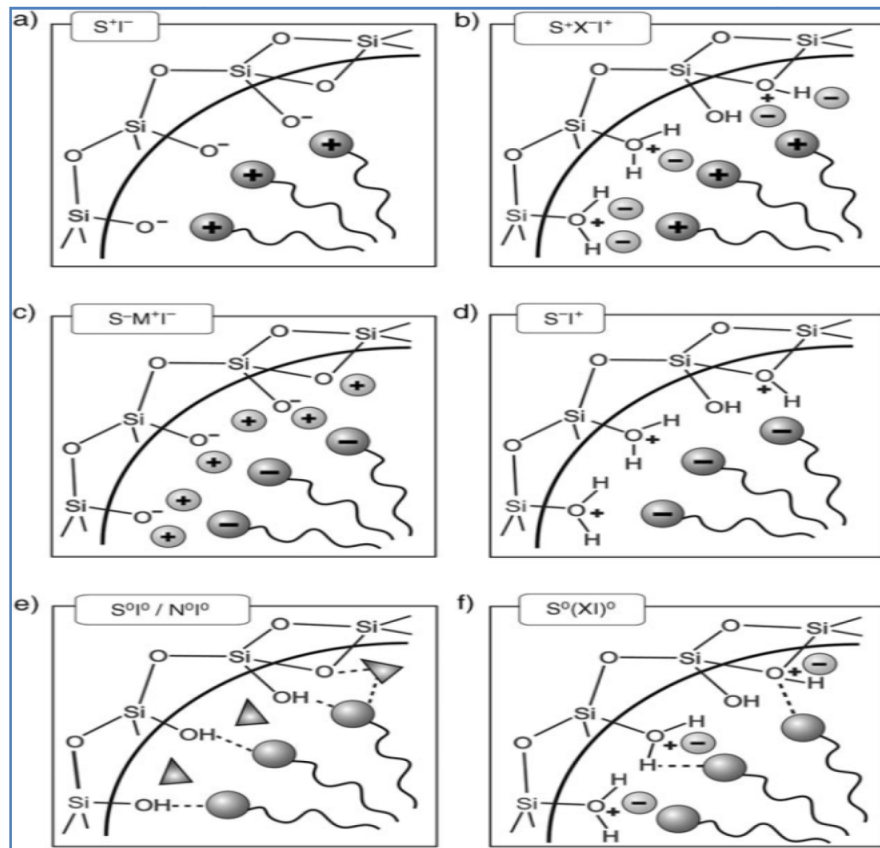 a) S⁺I⁻
O Si
O Si O
Si O⁻
O O⁻ +
+
Si O⁻ +
b) S⁺X⁻I⁺
O Si
O Si O H
+ −
OH −
Si H
O + − +
O H +
H −
Si O + +
H −
c) S⁻M⁺I⁻
O Si
O Si O +
O⁻ +
Si +
O⁻ −
O + −
+
Si O⁻ −
+
d) S⁻I⁺
O Si
O Si O
+ H
OH
Si H
O + −
O H −
H
Si O + −
H
e) S⁰I⁰ / N⁰I⁰
O Si
O Si O
OH
Si
OH
O
Si OH
f) S⁰(XI)⁰
O Si
O Si O + −
H
OH
Si H
O + −
O H
H
Si O + −
H